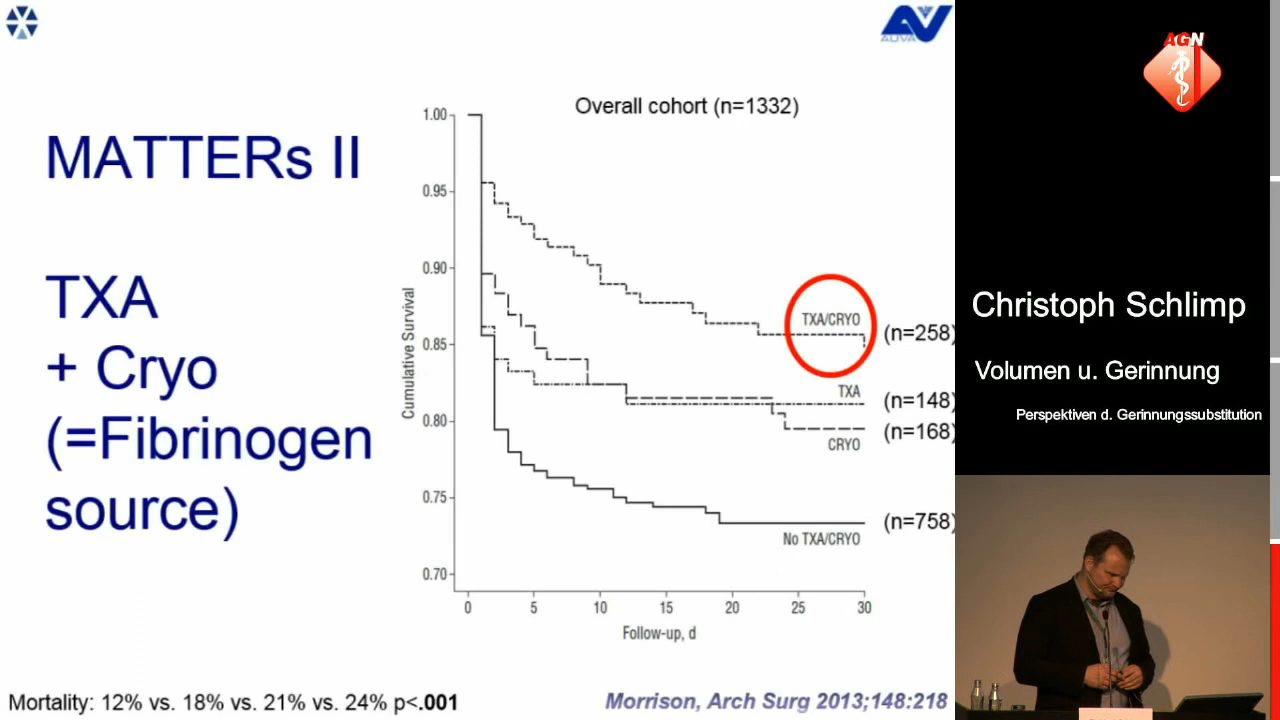 AUVA
AGN
MATTERs II
TXA
+ Cryo
(=Fibrinogen
source)
Overall cohort (n=1332)
Cumulative Survival
1.00
0.95
0.90
0.85
0.80
0.75
0.70
0
5
10
15
20
25
30
Follow-up, d
TXA/CRYO
(n=258)
TXA
(n=148)
(n=168)
CRYO
(n=758)
No TXA/CRYO
Mortality: 12% vs. 18% vs. 21% vs. 24% p<.001
Morrison, Arch Surg 2013;148:218
Christoph Schlimp
Volumen u. Gerinnung
Perspektiven d. Gerinnungssubstitution